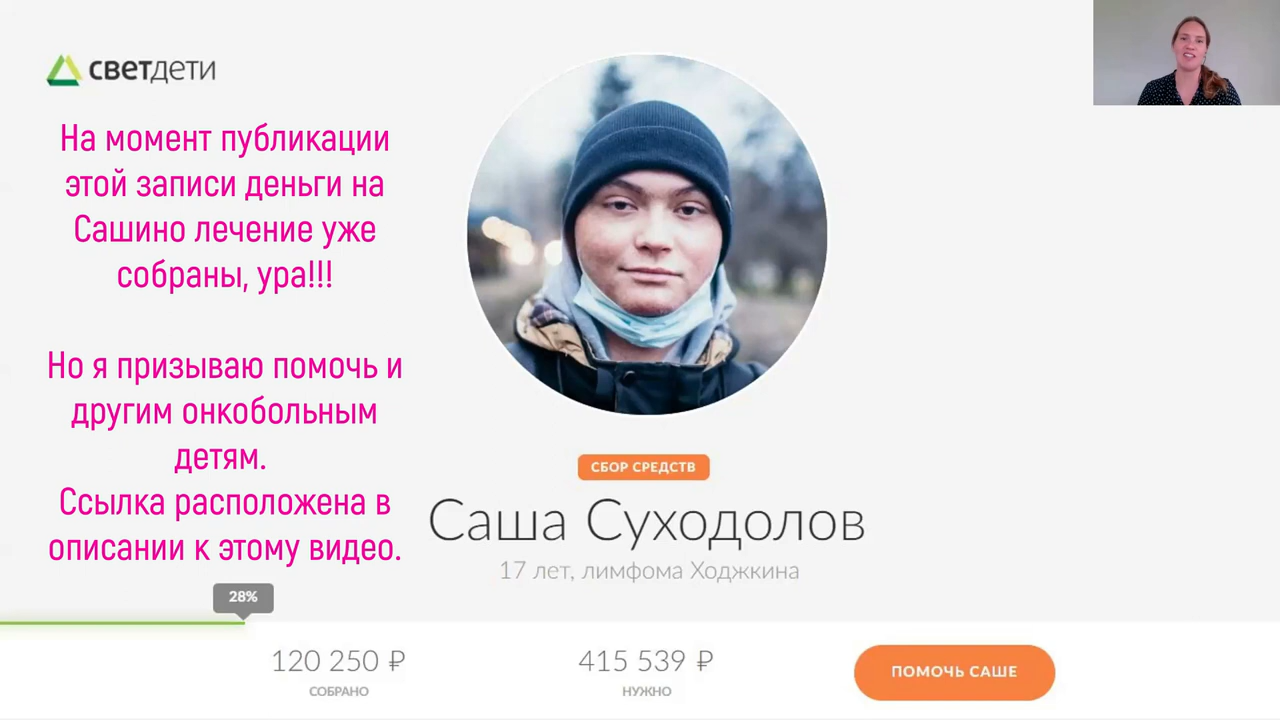 светдети
На момент публикации
этой записи деньги на
Сашино лечение уже
собраны, ура!!!
Но я призываю помочь и
другим онкобольным
детям.
Ссылка расположена в
описании к этому видео.
СБОР СРЕДСТВ
Саша Суходолов
17 лет, лимфома Ходжкина
28%
120 250 ₽
СОБРАНО
415 539 ₽
НУЖНО
ПОМОЧЬ САШЕ